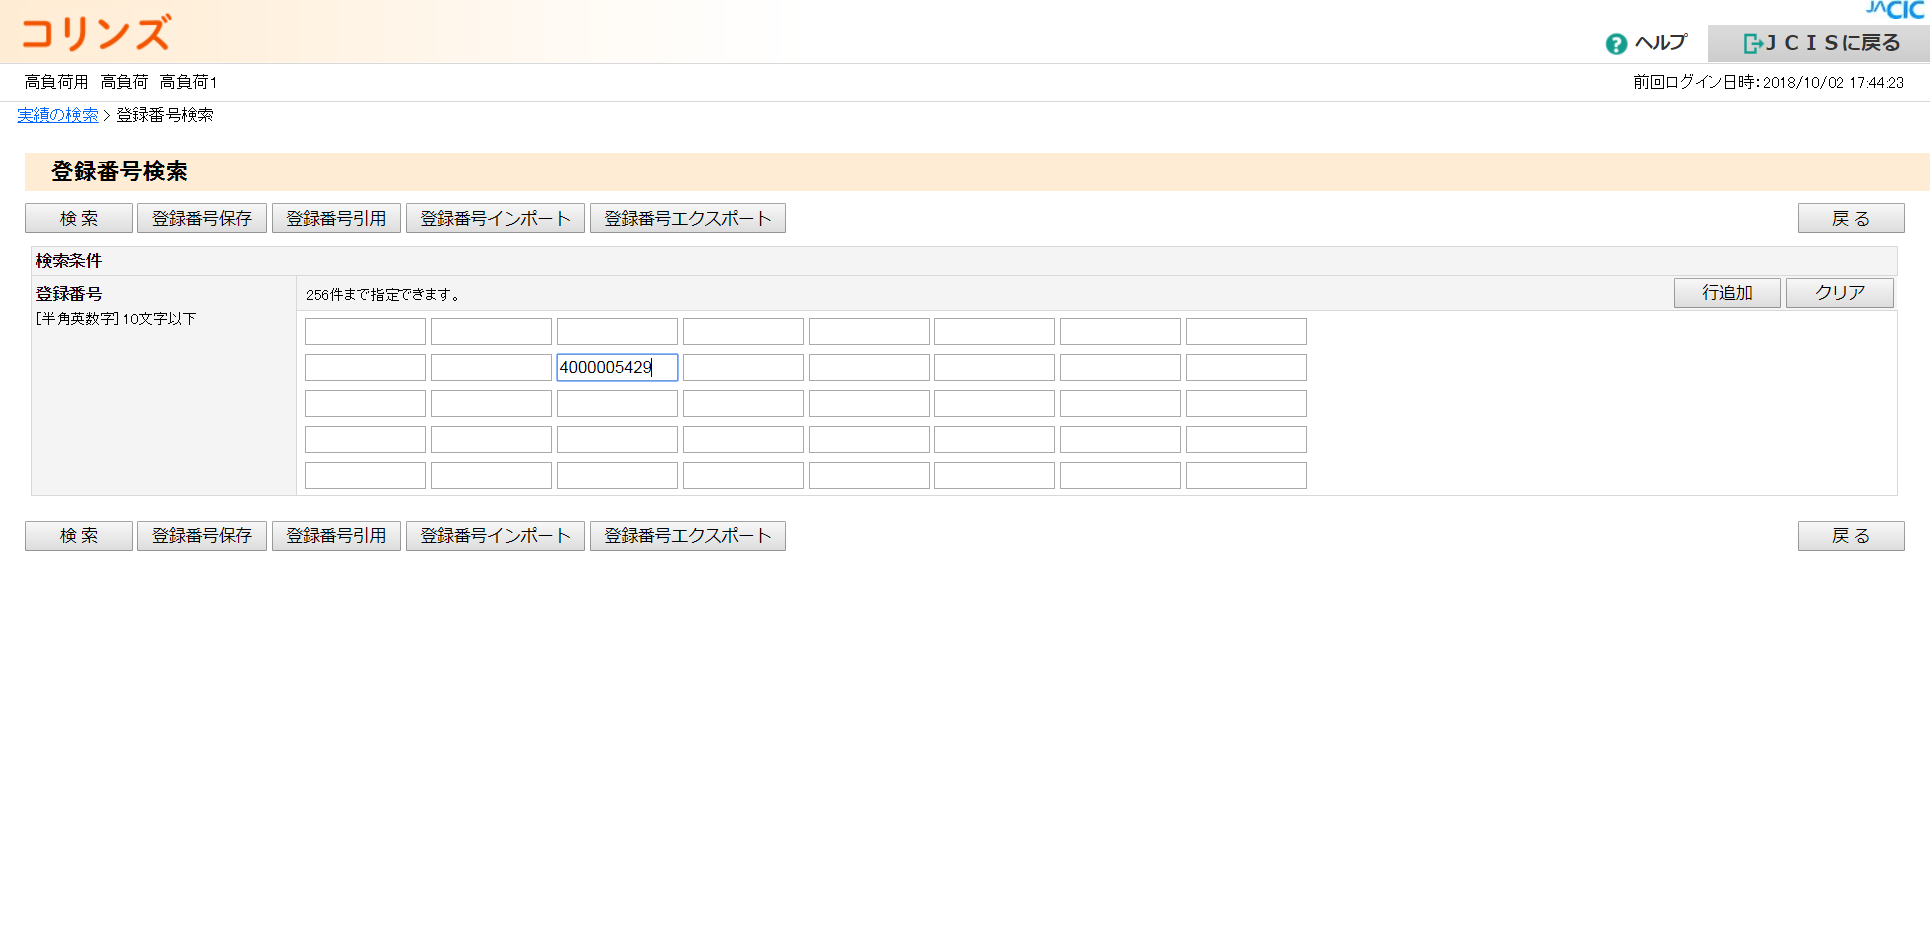 JACIC
コリンズ
? ヘルプ
ＪＣＩＳに戻る
高負荷用 高負荷 高負荷1
前回ログイン日時：2018/10/02 17:44:23
実績の検索 > 登録番号検索
登録番号検索
検 索 登録番号保存 登録番号引用 登録番号インポート 登録番号エクスポート 戻 る
検索条件
登録番号
[半角英数字] 10文字以下
256件まで指定できます。
行追加 クリア
4000005429
検 索 登録番号保存 登録番号引用 登録番号インポート 登録番号エクスポート 戻 る